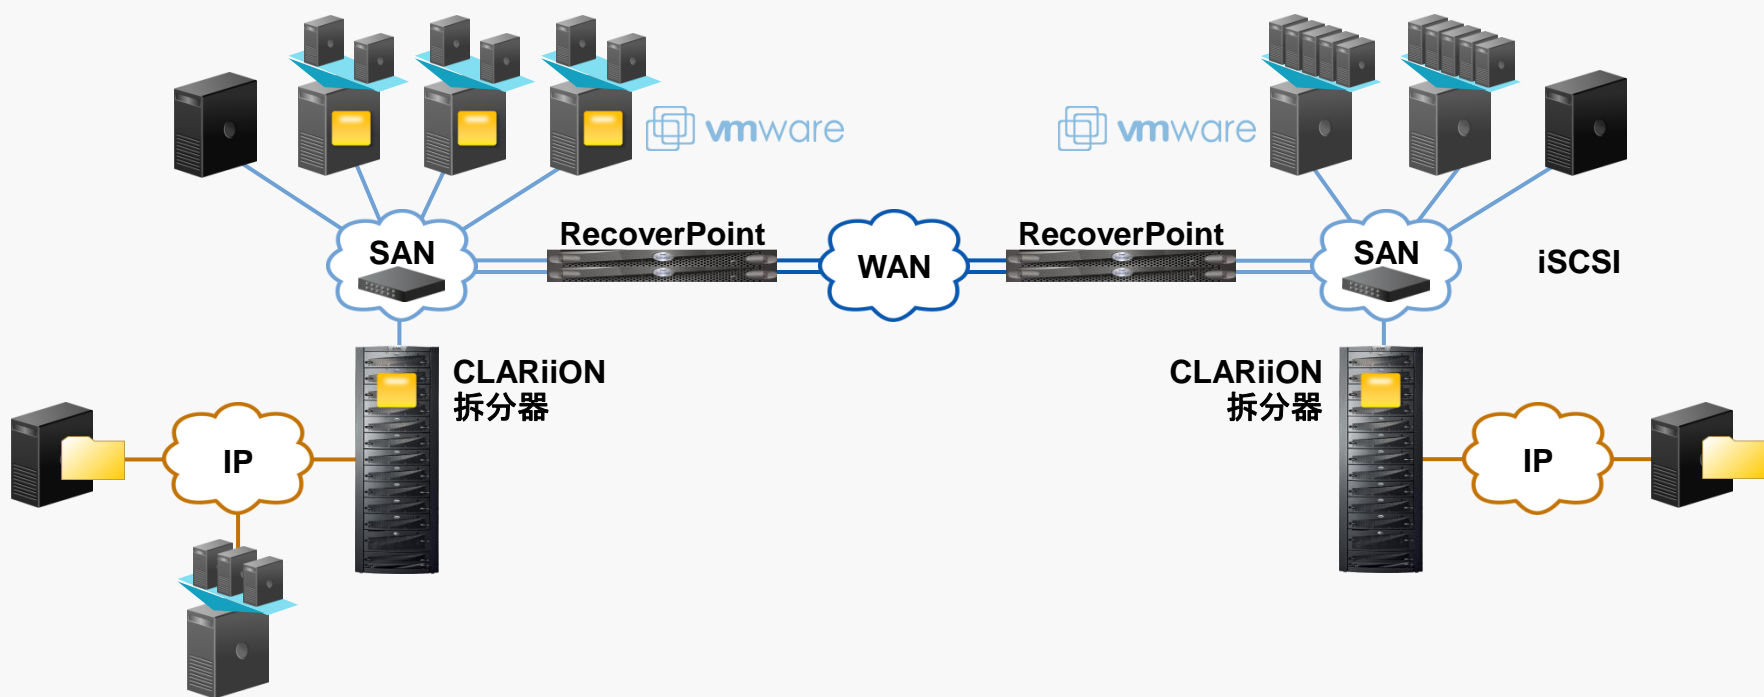 vmware
vmware
RecoverPoint
RecoverPoint
SAN
WAN
SAN
iSCSI
CLARiiON
拆分器
CLARiiON
拆分器
IP
IP